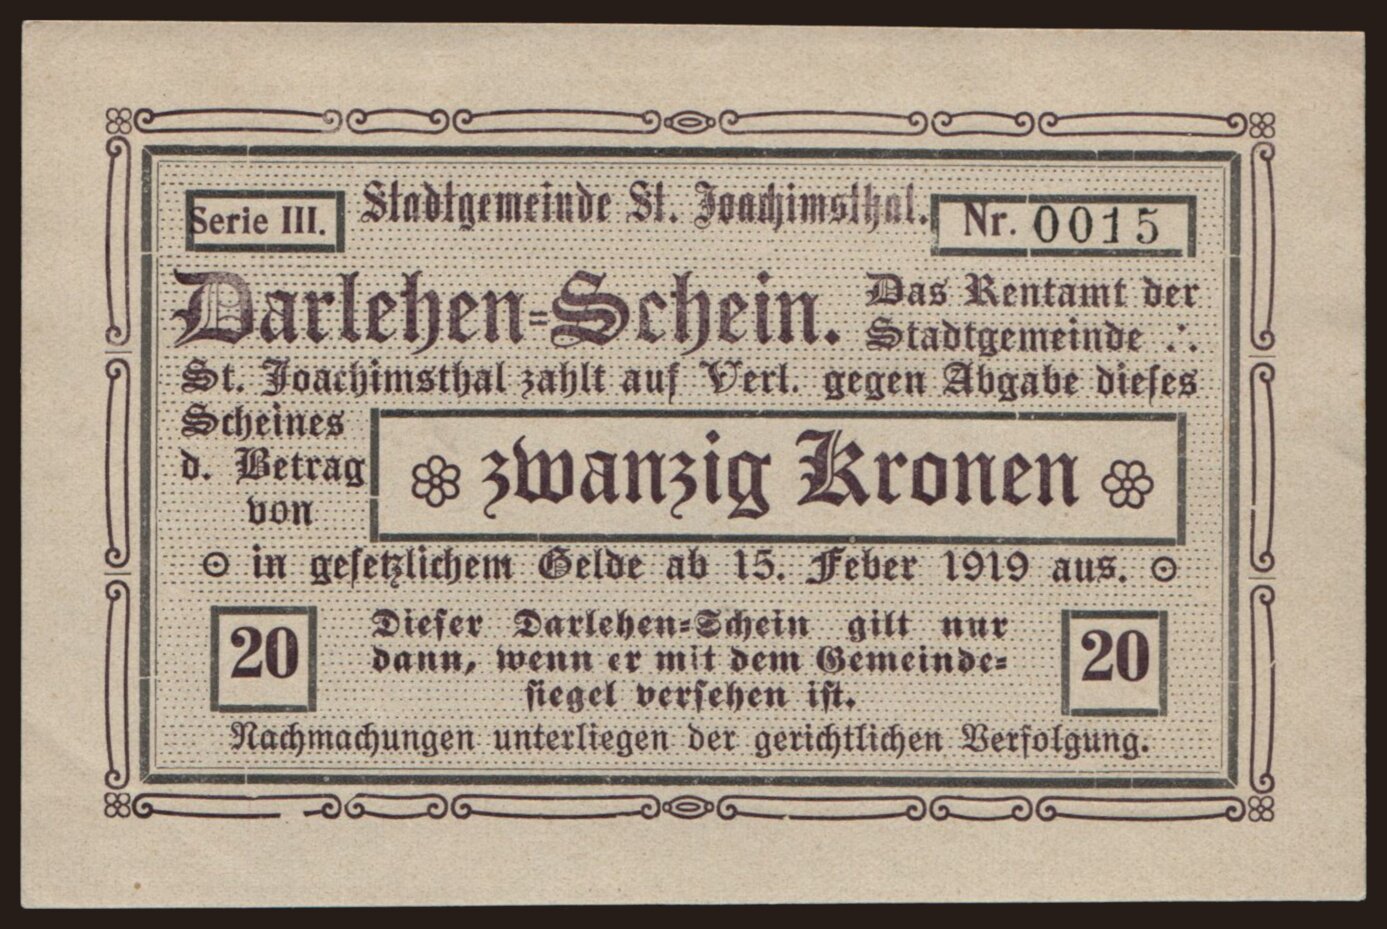 Serie III.
Stadtgemeinde St. Joachimsthal.
Nr. 0015
Darlehen=Schein.
Das Rentamt der
Stadtgemeinde ∴
St. Joachimsthal zahlt auf Verl. gegen Abgabe dieses
Scheines
d. Betrag
von
zwanzig Kronen
in gesetzlichem Gelde ab 15. Feber 1919 aus.
20
Dieser Darlehen=Schein gilt nur
dann, wenn er mit dem Gemeinde=
siegel versehen ist.
20
Nachmachungen unterliegen der gerichtlichen Verfolgung.